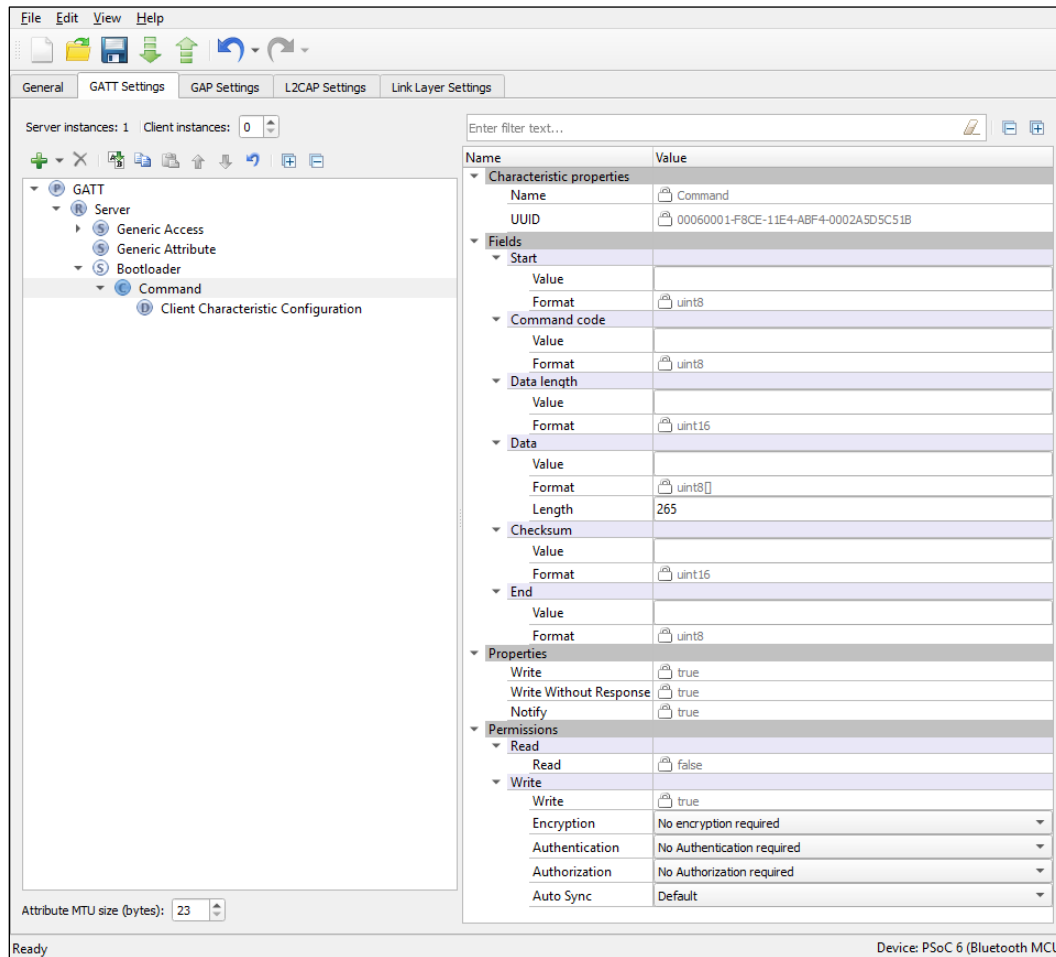 File Edit View Help
General GATT Settings GAP Settings L2CAP Settings Link Layer Settings
Server instances: 1 Client instances: 0
Enter filter text...
Name Value
GATT
Server
Generic Access
Generic Attribute
Bootloader
Command
Client Characteristic Configuration
Characteristic properties
Name Command
UUID 00060001-F8CE-11E4-ABF4-0002A5D5C51B
Fields
Start
Value
Format uint8
Command code
Value
Format uint8
Data length
Value
Format uint16
Data
Value
Format uint8[]
Length 265
Checksum
Value
Format uint16
End
Value
Format uint8
Properties
Write true
Write Without Response true
Notify true
Permissions
Read
Read false
Write
Write true
Encryption No encryption required
Authentication No Authentication required
Authorization No Authorization required
Auto Sync Default
Attribute MTU size (bytes): 23
Ready Device: PSoC 6 (Bluetooth MCU